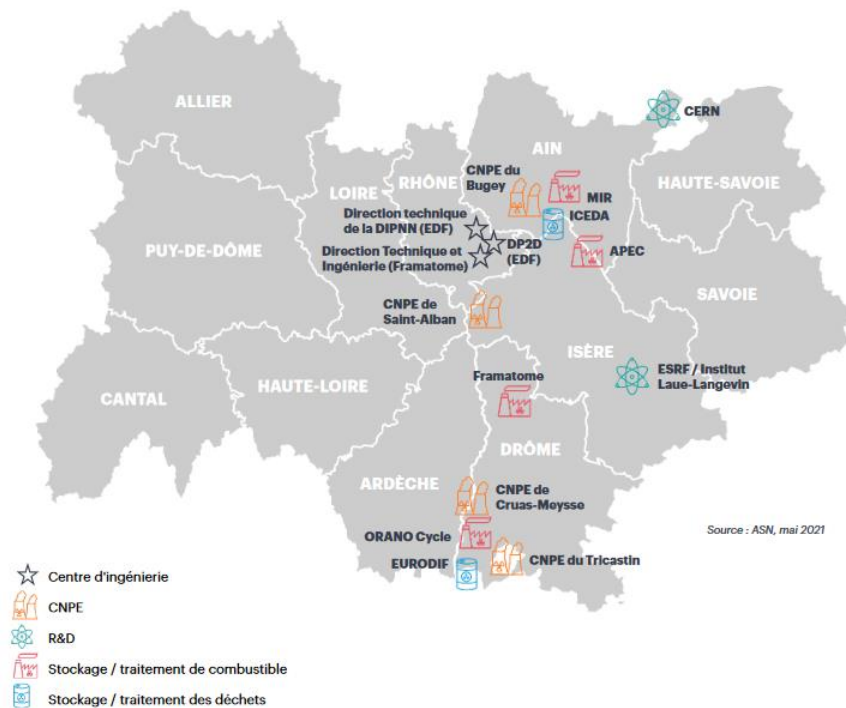 ALLIER
CERN
AIN
LOIRE
RHÔNE
CNPE du
Bugey
HAUTE-SAVOIE
MIR
ICEDA
PUY-DE-DÔME
Direction technique
de la DIPNN (EDF)
DP2D
(EDF)
Direction Technique et
Ingénierie (Framatome)
APEC
SAVOIE
CNPE de
Saint-Alban
ISÈRE
ESRF / Institut
Laue-Langevin
CANTAL
HAUTE-LOIRE
Framatome
DRÔME
ARDÈCHE
CNPE de
Cruas-Meysse
ORANO Cycle
EURODIF
CNPE du Tricastin
Source : ASN, mai 2021
Centre d'ingénierie
CNPE
R&D
Stockage / traitement de combustible
Stockage / traitement des déchets